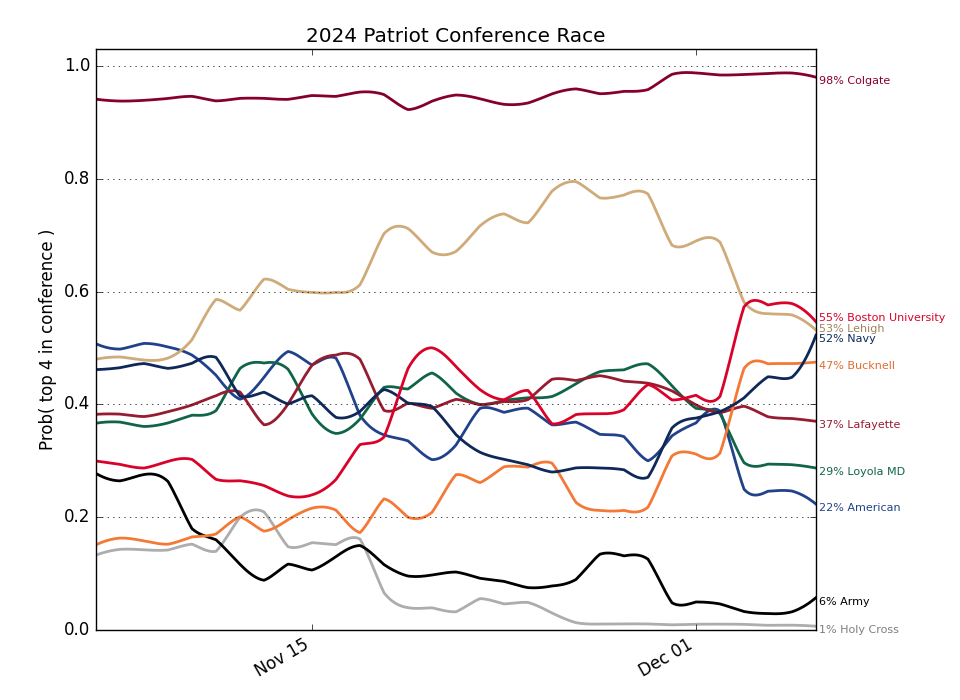 2024 Patriot Conference Race
Prob( top 4 in conference )
1.0
0.8
0.6
0.4
0.2
0.0
Nov 15
Dec 01
98% Colgate
55% Boston University
53% Lehigh
52% Navy
47% Bucknell
37% Lafayette
29% Loyola MD
22% American
6% Army
1% Holy Cross